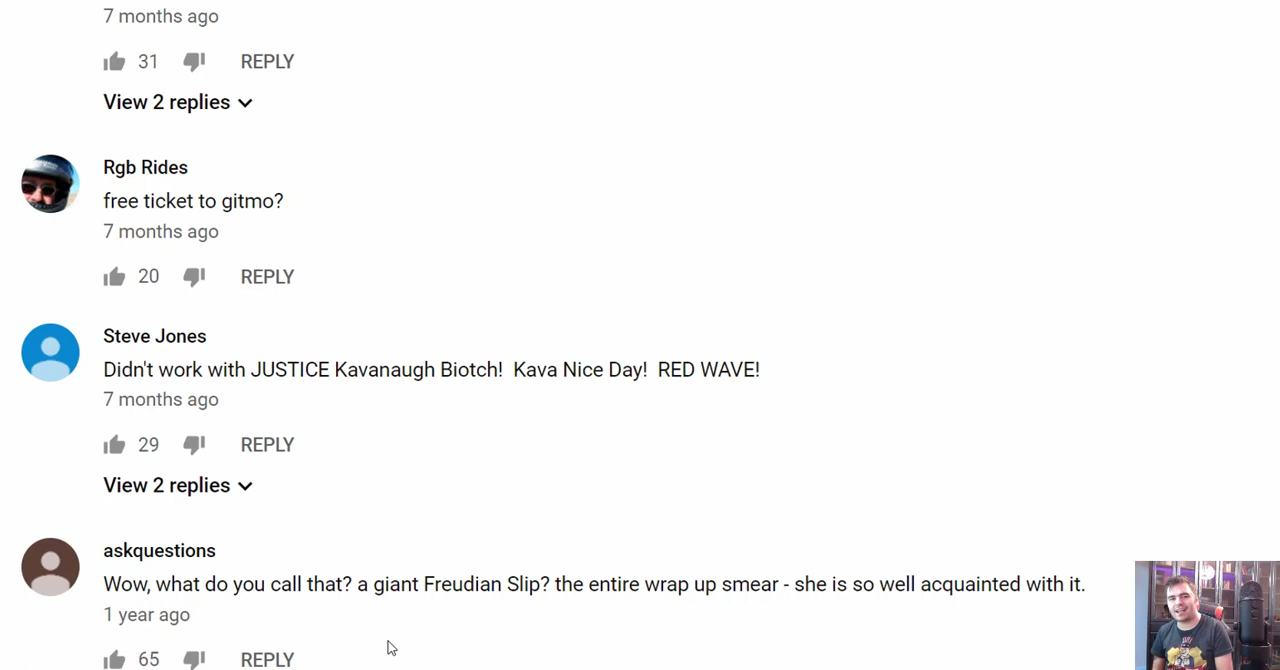 7 months ago
31 REPLY
View 2 replies
Rgb Rides
free ticket to gitmo?
7 months ago
20 REPLY
Steve Jones
Didn't work with JUSTICE Kavanaugh Biotch!  Kava Nice Day!  RED WAVE!
7 months ago
29 REPLY
View 2 replies
askquestions
Wow, what do you call that? a giant Freudian Slip? the entire wrap up smear - she is so well acquainted with it.
1 year ago
65 REPLY